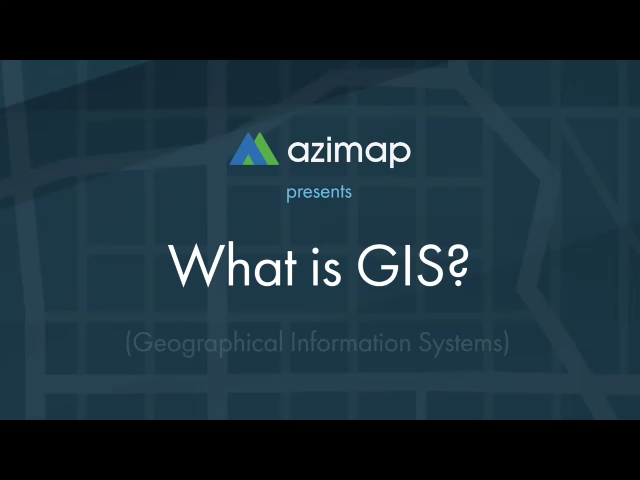 azimap
presents
What is GIS?
(Geographical Information Systems)